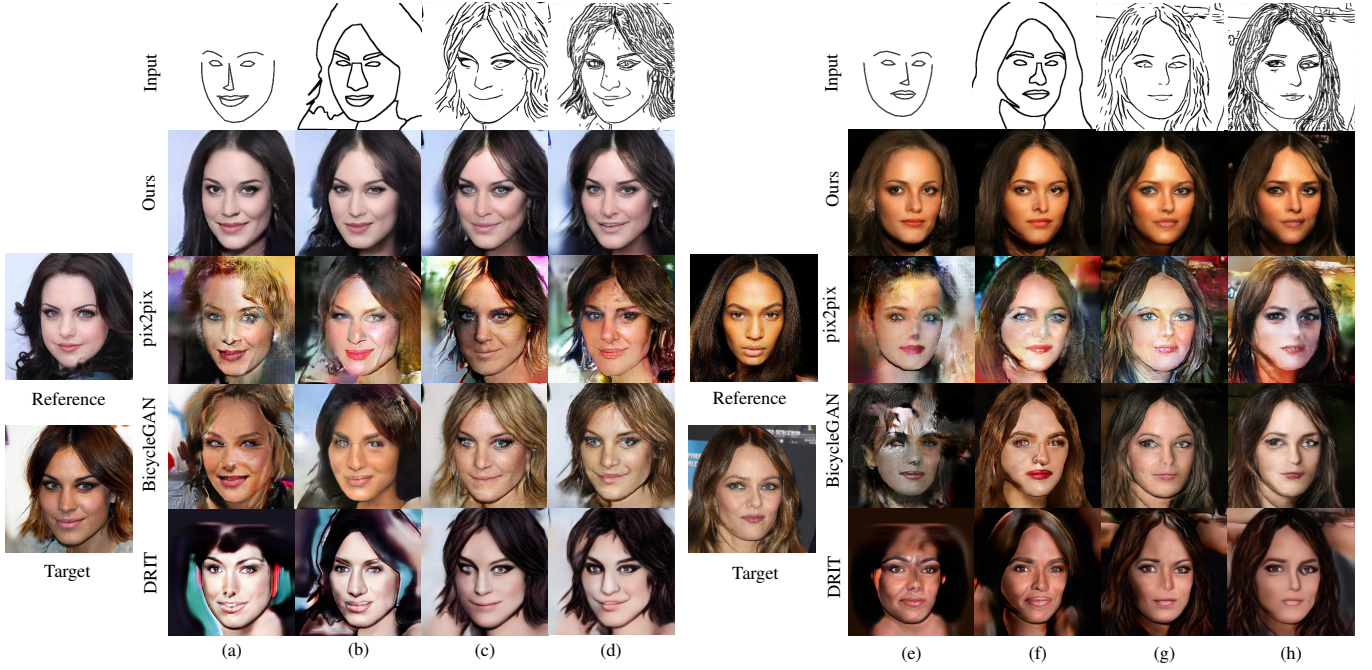 Input
Ours
pix2pix
BicycleGAN
DRIT
Reference
Target
(a)
(b)
(c)
(d)
Input
Ours
pix2pix
BicycleGAN
DRIT
Reference
Target
(e)
(f)
(g)
(h)